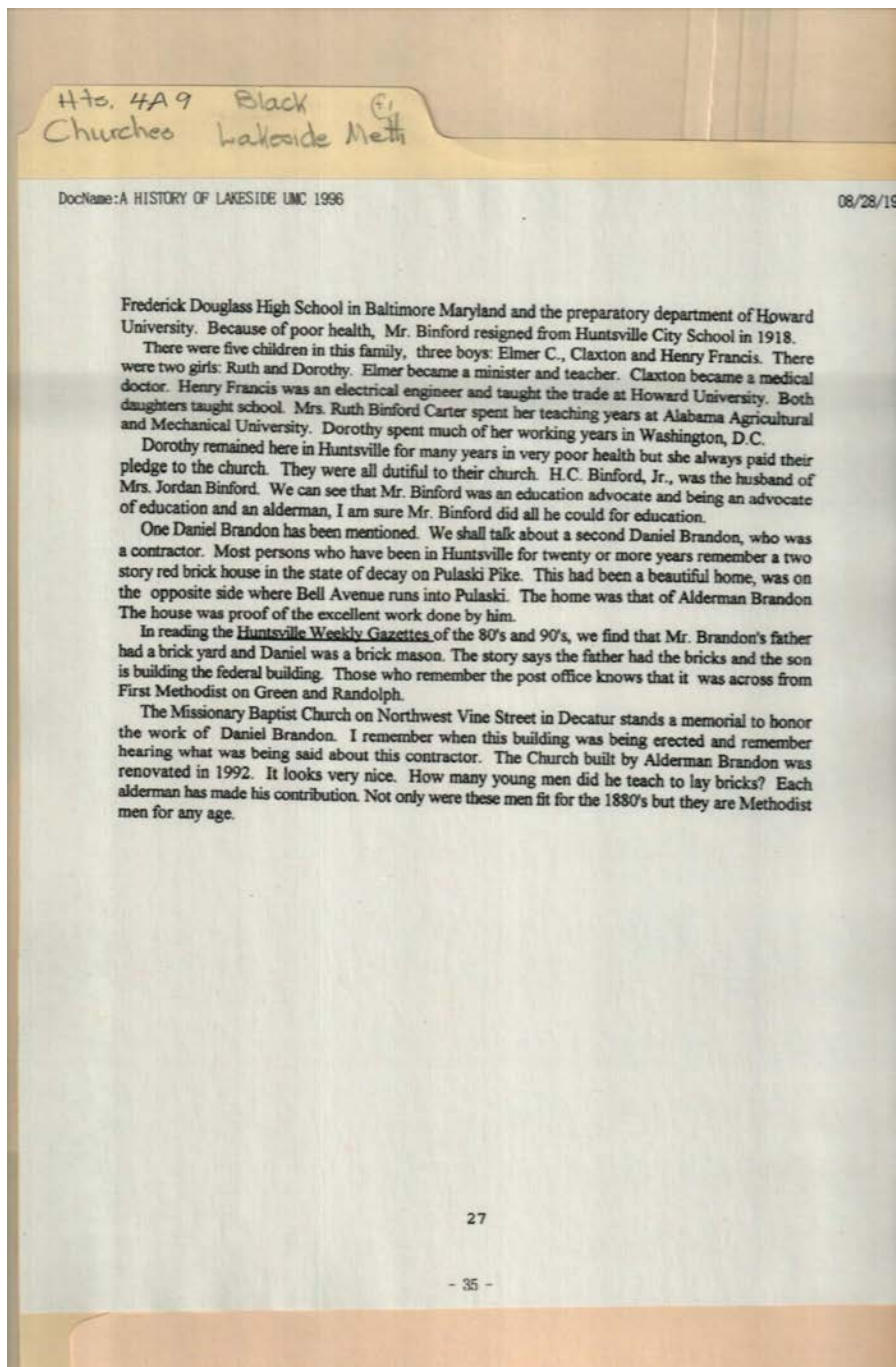 Hts. 4A9 Black
Churches Lakeside Meth
DocName:A HISTORY OF LAKESIDE UMC 1996 08/28/19
Frederick Douglass High School in Baltimore Maryland and the preparatory department of Howard
University. Because of poor health, Mr. Binford resigned from Huntsville City School in 1918.
There were five children in this family, three boys: Elmer C., Claxton and Henry Francis. There
were two girls: Ruth and Dorothy. Elmer became a minister and teacher. Claxton became a medical
doctor. Henry Francis was an electrical engineer and taught the trade at Howard University. Both
daughters taught school. Mrs. Ruth Binford Carter spent her teaching years at Alabama Agricultural
and Mechanical University. Dorothy spent much of her working years in Washington, D.C.
Dorothy remained here in Huntsville for many years in very poor health but she always paid their
pledge to the church. They were all dutiful to their church. H.C. Binford, Jr., was the husband of
Mrs. Jordan Binford. We can see that Mr. Binford was an education advocate and being an advocate
of education and an alderman, I am sure Mr. Binford did all he could for education.
One Daniel Brandon has been mentioned. We shall talk about a second Daniel Brandon, who was
a contractor. Most persons who have been in Huntsville for twenty or more years remember a two
story red brick house in the state of decay on Pulaski Pike. This had been a beautiful home, was on
the opposite side where Bell Avenue runs into Pulaski. The home was that of Alderman Brandon
The house was proof of the excellent work done by him.
In reading the Huntsville Weekly Gazettes of the 80's and 90's, we find that Mr. Brandon's father
had a brick yard and Daniel was a brick mason. The story says the father had the bricks and the son
is building the federal building. Those who remember the post office knows that it was across from
First Methodist on Green and Randolph.
The Missionary Baptist Church on Northwest Vine Street in Decatur stands a memorial to honor
the work of Daniel Brandon. I remember when this building was being erected and remember
hearing what was being said about this contractor. The Church built by Alderman Brandon was
renovated in 1992. It looks very nice. How many young men did he teach to lay bricks? Each
alderman has made his contribution. Not only were these men fit for the 1880's but they are Methodist
men for any age.
27
- 35 -